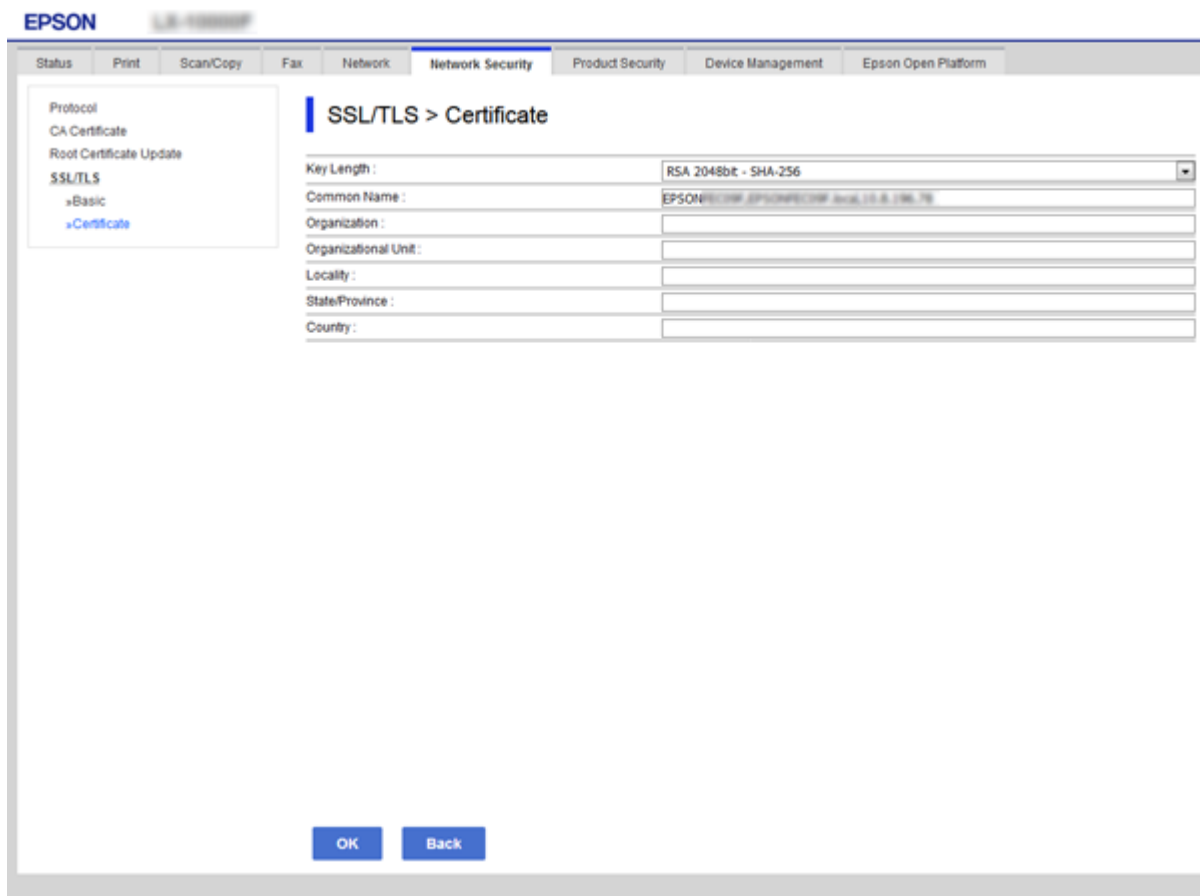 EPSON
Status Print Scan/Copy Fax Network Network Security Product Security Device Management Epson Open Platform
Protocol
CA Certificate
Root Certificate Update
SSL/TLS
»Basic
»Certificate
SSL/TLS > Certificate
Key Length : RSA 2048bit - SHA-256
Common Name : EPSON
Organization :
Organizational Unit :
Locality :
State/Province :
Country :
OK Back